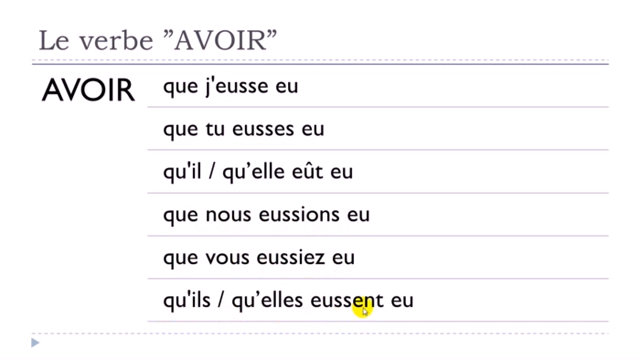 Le verbe ”AVOIR”
AVOIR
que j'eusse eu
que tu eusses eu
qu'il / qu’elle eût eu
que nous eussions eu
que vous eussiez eu
qu'ils / qu’elles eussent eu